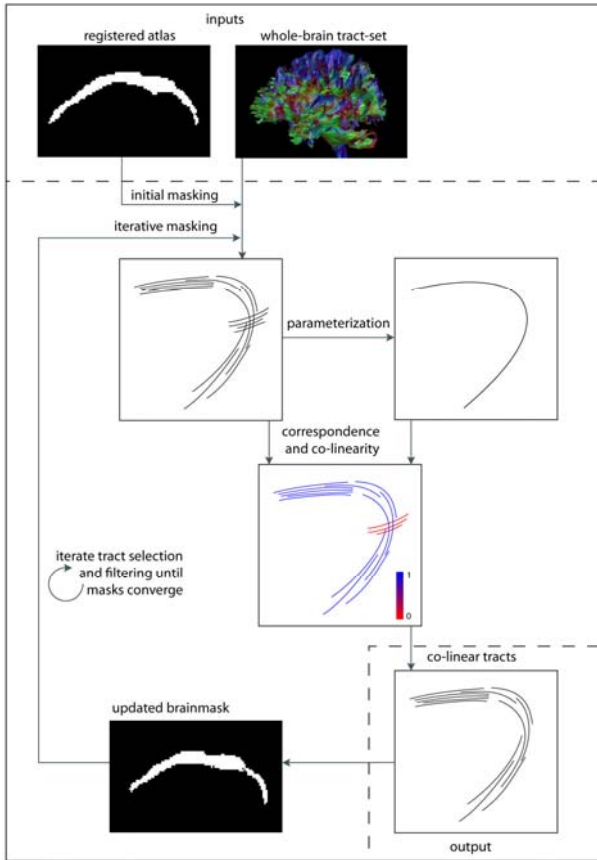 inputs
registered atlas
whole-brain tract-set
initial masking
iterative masking
parameterization
correspondence
and co-linearity
1
0
iterate tract selection
and filtering until
masks converge
co-linear tracts
updated brainmask
output